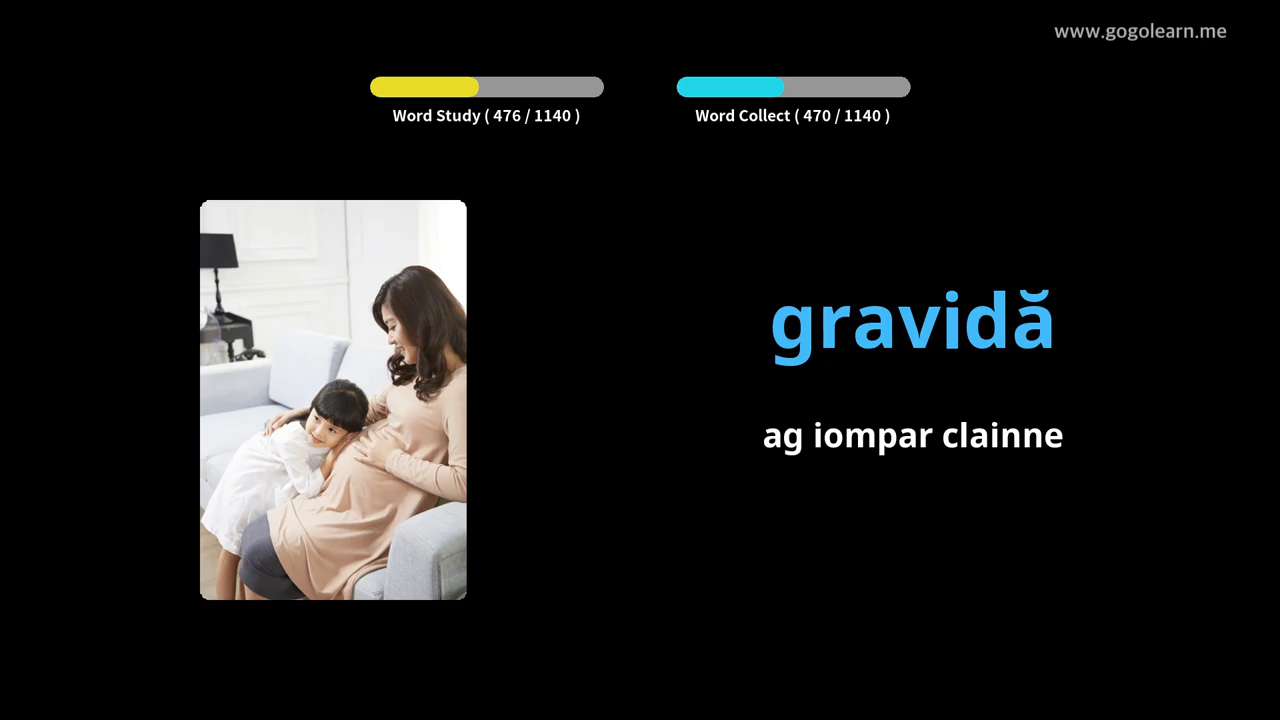 www.gogolearn.me
Word Study ( 476 / 1140 )
Word Collect ( 470 / 1140 )
gravidă
ag iompar clainne